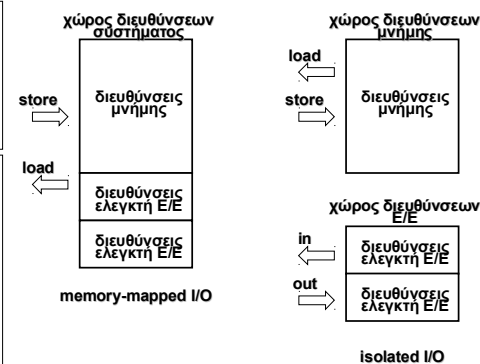 χώρος διευθύνσεων
συστήματος
store
διευθύνσεις
μνήμης
load
διευθύνσεις
ελεγκτή Ε/Ε
διευθύνσεις
ελεγκτή Ε/Ε
memory-mapped I/O
χώρος διευθύνσεων
μνήμης
load
store
διευθύνσεις
μνήμης
χώρος διευθύνσεων
Ε/Ε
in
διευθύνσεις
ελεγκτή Ε/Ε
out
διευθύνσεις
ελεγκτή Ε/Ε
isolated I/O